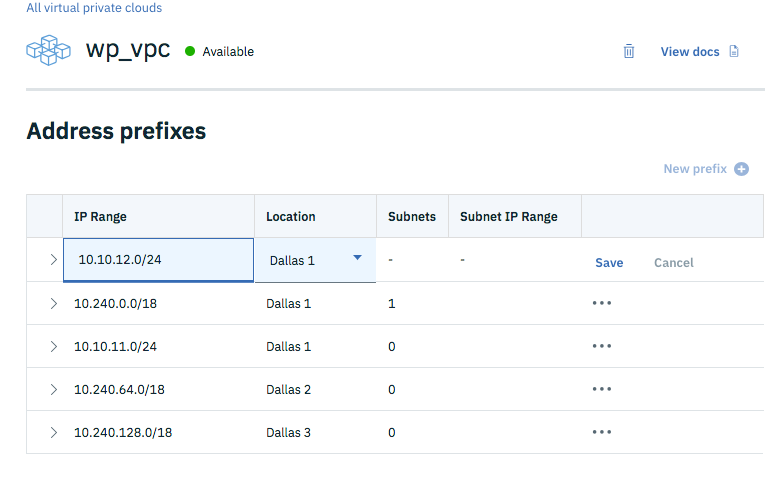 All virtual private clouds
wp_vpc Available View docs
Address prefixes
New prefix
IP Range Location Subnets Subnet IP Range
10.10.12.0/24 Dallas 1 - - Save Cancel
10.240.0.0/18 Dallas 1 1
10.10.11.0/24 Dallas 1 0
10.240.64.0/18 Dallas 2 0
10.240.128.0/18 Dallas 3 0